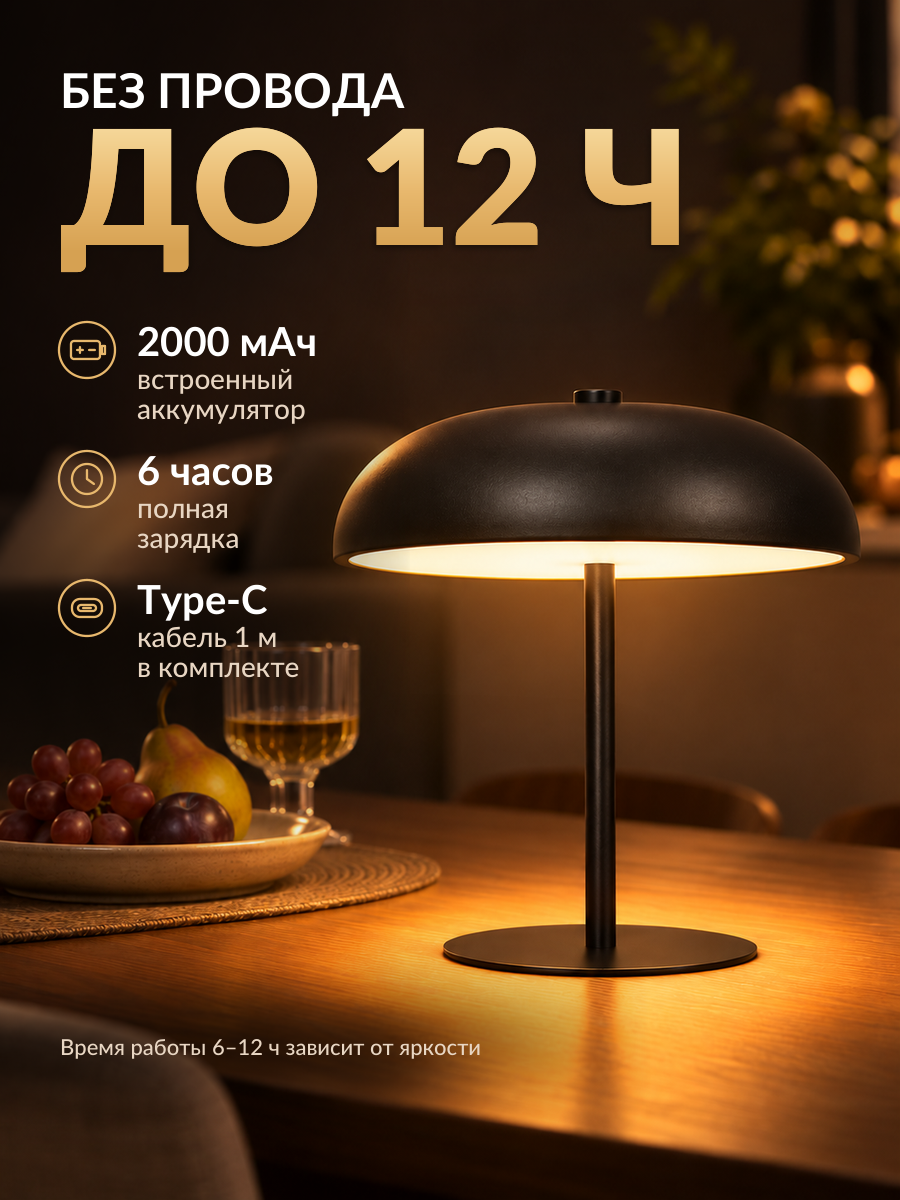 БЕЗ ПРОВОДА
ДО 12 Ч
2000 мАч
встроенный
аккумулятор
6 часов
полная
зарядка
Type-C
кабель 1 м
в комплекте
Время работы 6–12 ч зависит от яркости